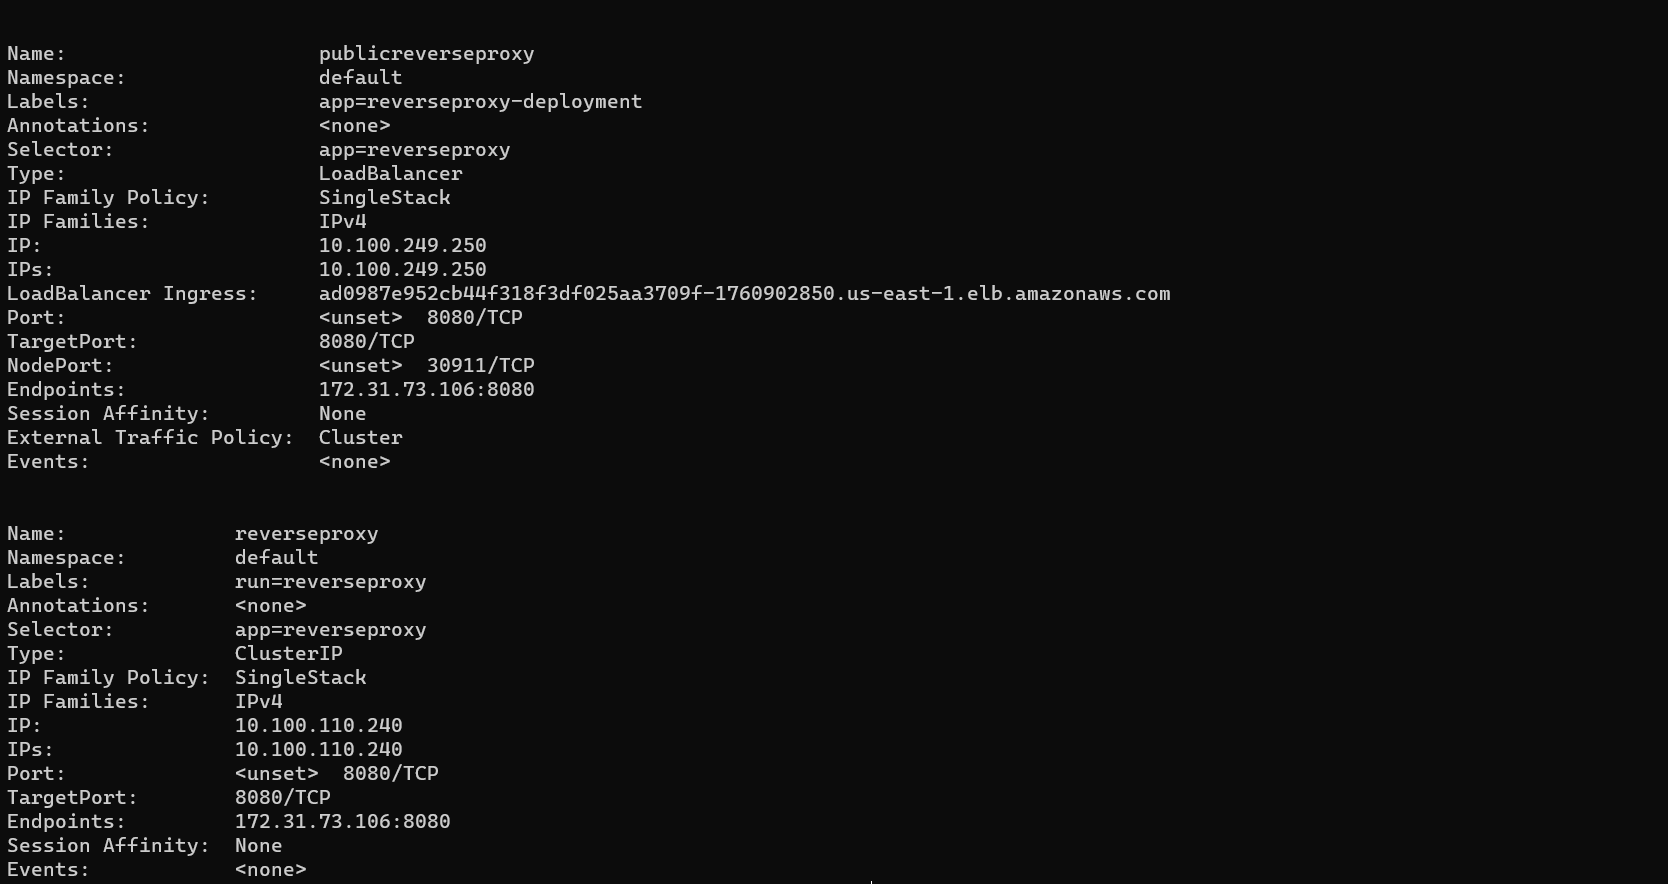 Name:                     publicreverseproxy
Namespace:                default
Labels:                   app=reverseproxy-deployment
Annotations:              <none>
Selector:                 app=reverseproxy
Type:                     LoadBalancer
IP Family Policy:         SingleStack
IP Families:              IPv4
IP:                       10.100.249.250
IPs:                      10.100.249.250
LoadBalancer Ingress:     ad0987e952cb44f318f3df025aa3709f-1760902850.us-east-1.elb.amazonaws.com
Port:                     <unset>  8080/TCP
TargetPort:               8080/TCP
NodePort:                 <unset>  30911/TCP
Endpoints:                172.31.73.106:8080
Session Affinity:         None
External Traffic Policy:  Cluster
Events:                   <none>

Name:              reverseproxy
Namespace:         default
Labels:            run=reverseproxy
Annotations:       <none>
Selector:          app=reverseproxy
Type:              ClusterIP
IP Family Policy:  SingleStack
IP Families:       IPv4
IP:                10.100.110.240
IPs:               10.100.110.240
Port:              <unset>  8080/TCP
TargetPort:        8080/TCP
Endpoints:         172.31.73.106:8080
Session Affinity:  None
Events:            <none>